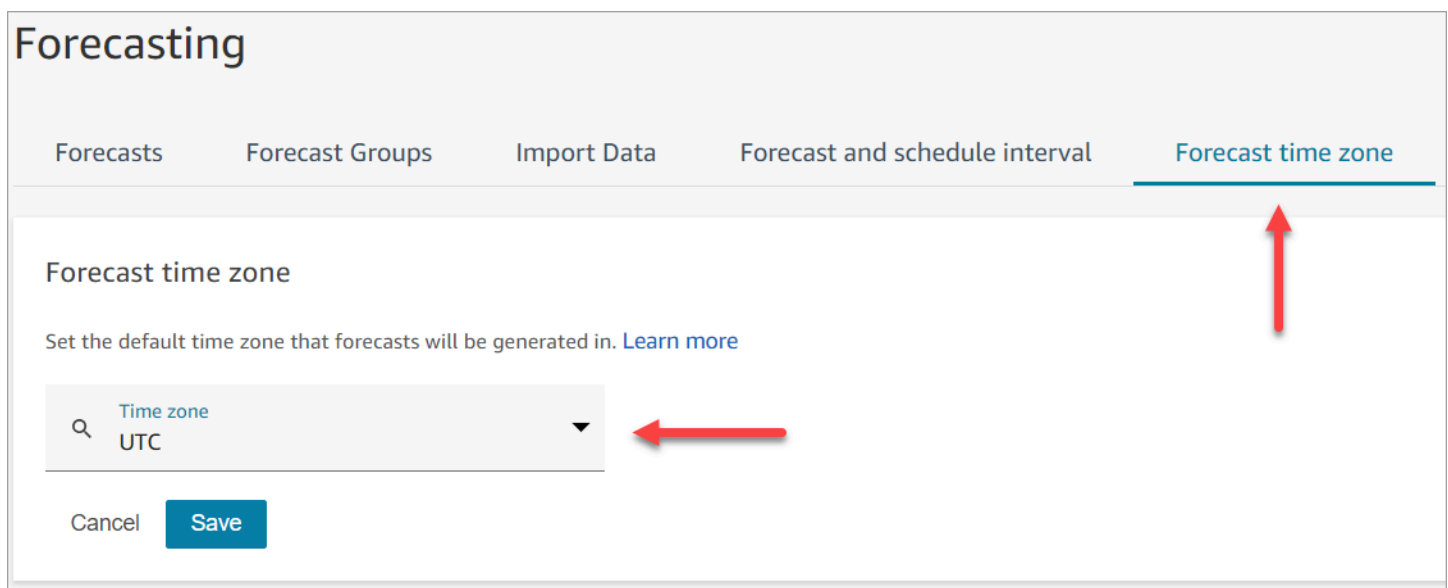 Forecasting
Forecasts Forecast Groups Import Data Forecast and schedule interval Forecast time zone
Forecast time zone
Set the default time zone that forecasts will be generated in. Learn more
Time zone
UTC
Cancel Save